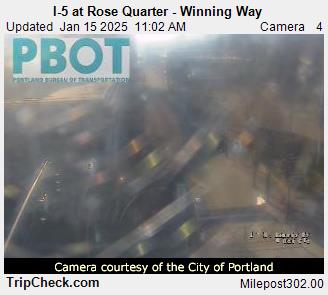 I-5 at Rose Quarter - Winning Way
Updated Jan 15 2025 11:02 AM Camera 4
PBOT
PORTLAND BUREAU OF TRANSPORTATION
Camera courtesy of the City of Portland
TripCheck.com Milepost302.00